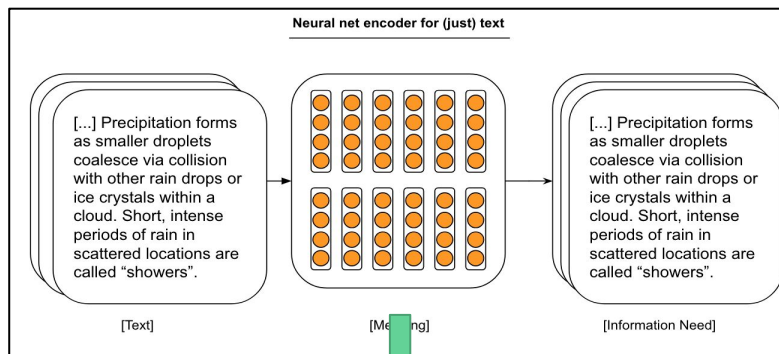 Neural net encoder for (just) text
[...] Precipitation forms
as smaller droplets
coalesce via collision
with other rain drops or
ice crystals within a
cloud. Short, intense
periods of rain in
scattered locations are
called “showers”.
[...] Precipitation forms
as smaller droplets
coalesce via collision
with other rain drops or
ice crystals within a
cloud. Short, intense
periods of rain in
scattered locations are
called “showers”.
[Text]
[Information Need]